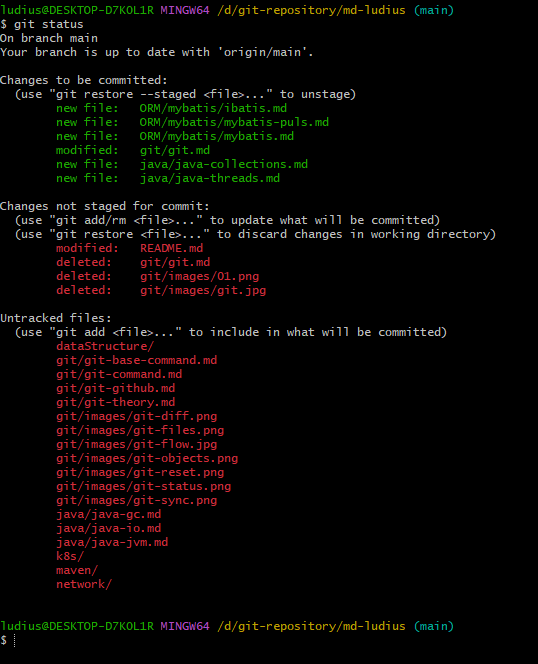 ludius@DESKTOP-D7KOL1R MINGW64 /d/git-repository/md-ludius (main)
$ git status
On branch main
Your branch is up to date with 'origin/main'.

Changes to be committed:
  (use "git restore --staged <file>..." to unstage)
        new file:   ORM/mybatis/ibatis.md
        new file:   ORM/mybatis/mybatis-puls.md
        new file:   ORM/mybatis/mybatis.md
        modified:   git/git.md
        new file:   java/java-collections.md
        new file:   java/java-threads.md

Changes not staged for commit:
  (use "git add/rm <file>..." to update what will be committed)
  (use "git restore <file>..." to discard changes in working directory)
        modified:   README.md
        deleted:    git/git.md
        deleted:    git/images/01.png
        deleted:    git/images/git.jpg

Untracked files:
  (use "git add <file>..." to include in what will be committed)
        dataStructure/
        git/git-base-command.md
        git/git-command.md
        git/git-github.md
        git/git-theory.md
        git/images/git-diff.png
        git/images/git-files.png
        git/images/git-flow.jpg
        git/images/git-objects.png
        git/images/git-reset.png
        git/images/git-status.png
        git/images/git-sync.png
        java/java-gc.md
        java/java-io.md
        java/java-jvm.md
        k8s/
        maven/
        network/

ludius@DESKTOP-D7KOL1R MINGW64 /d/git-repository/md-ludius (main)
$